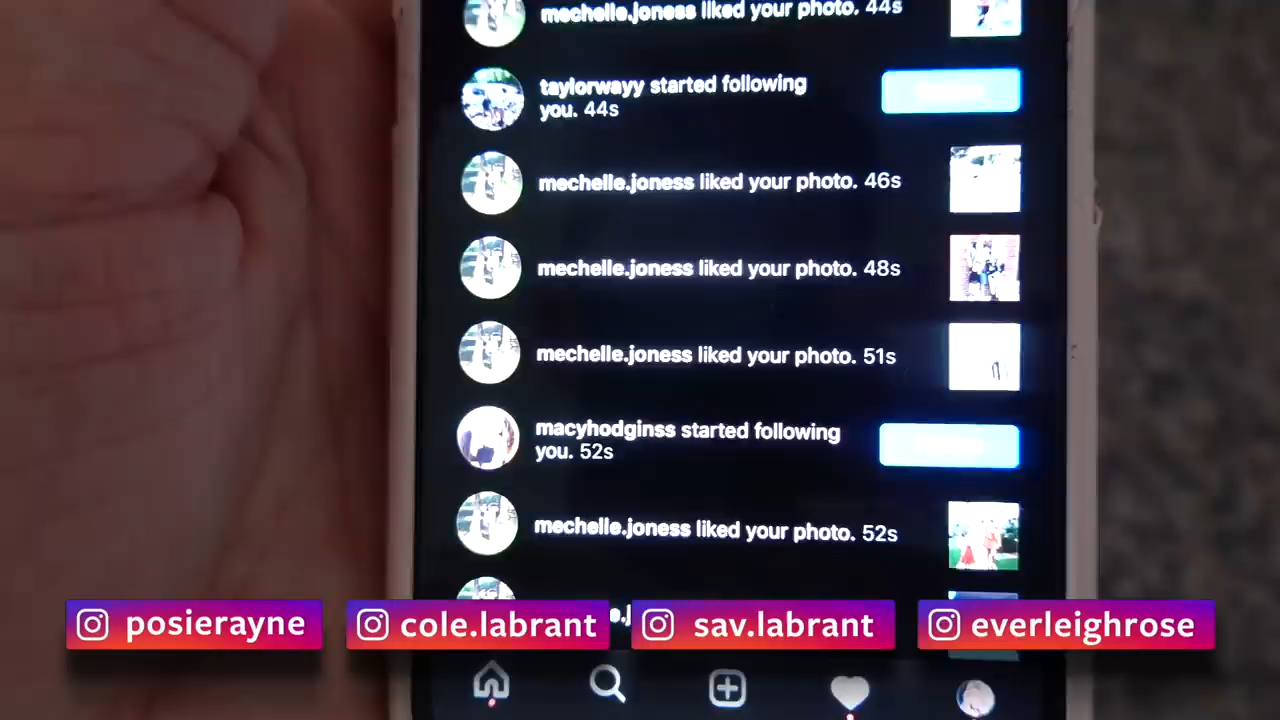 mechelle.joness liked your photo. 44s
taylorwayy started following
you. 44s
mechelle.joness liked your photo. 46s
mechelle.joness liked your photo. 48s
mechelle.joness liked your photo. 51s
macyhodginss started following
you. 52s
mechelle.joness liked your photo. 52s
posierayne
cole.labrant
sav.labrant
everleighrose